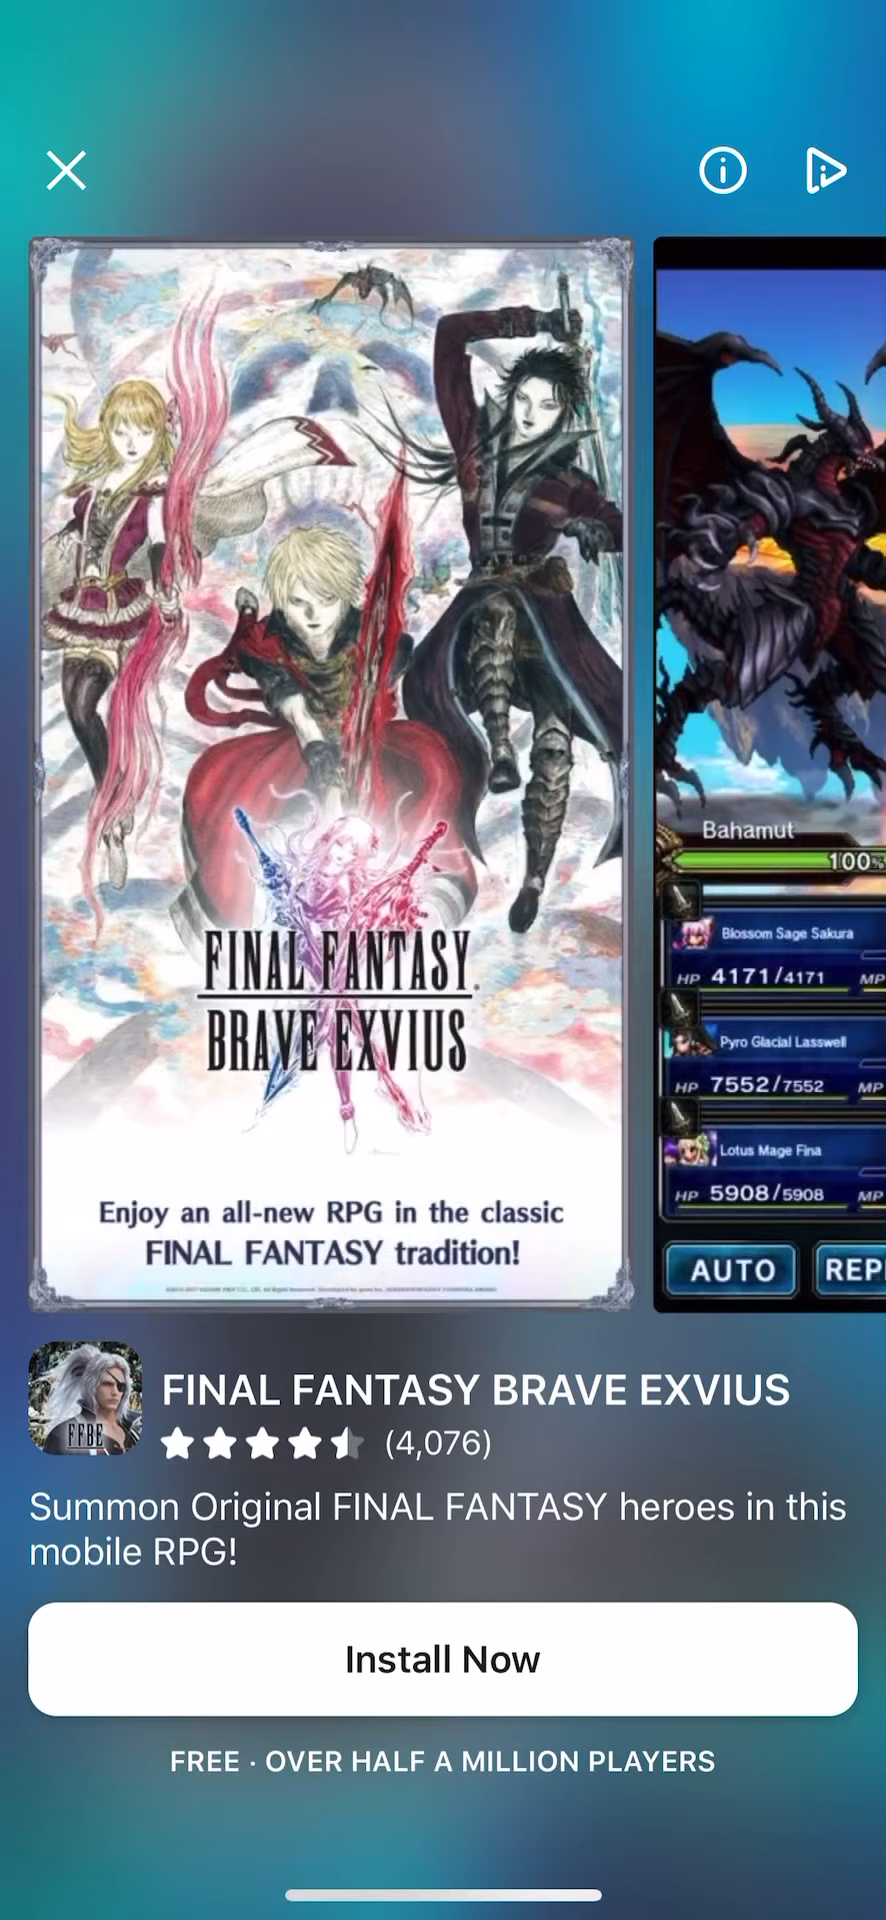 FINAL FANTASY
BRAVE EXVIUS
Enjoy an all-new RPG in the classic
FINAL FANTASY tradition!
Bahamut
100%
Blossom Sage Sakura
HP 4171/4171 MP
Pyro Glacial Lasswell
HP 7552/7552 MP
Lotus Mage Fina
HP 5908/5908 MP
AUTO
FFBE
FINAL FANTASY BRAVE EXVIUS
(4,076)
Summon Original FINAL FANTASY heroes in this
mobile RPG!
Install Now
FREE · OVER HALF A MILLION PLAYERS